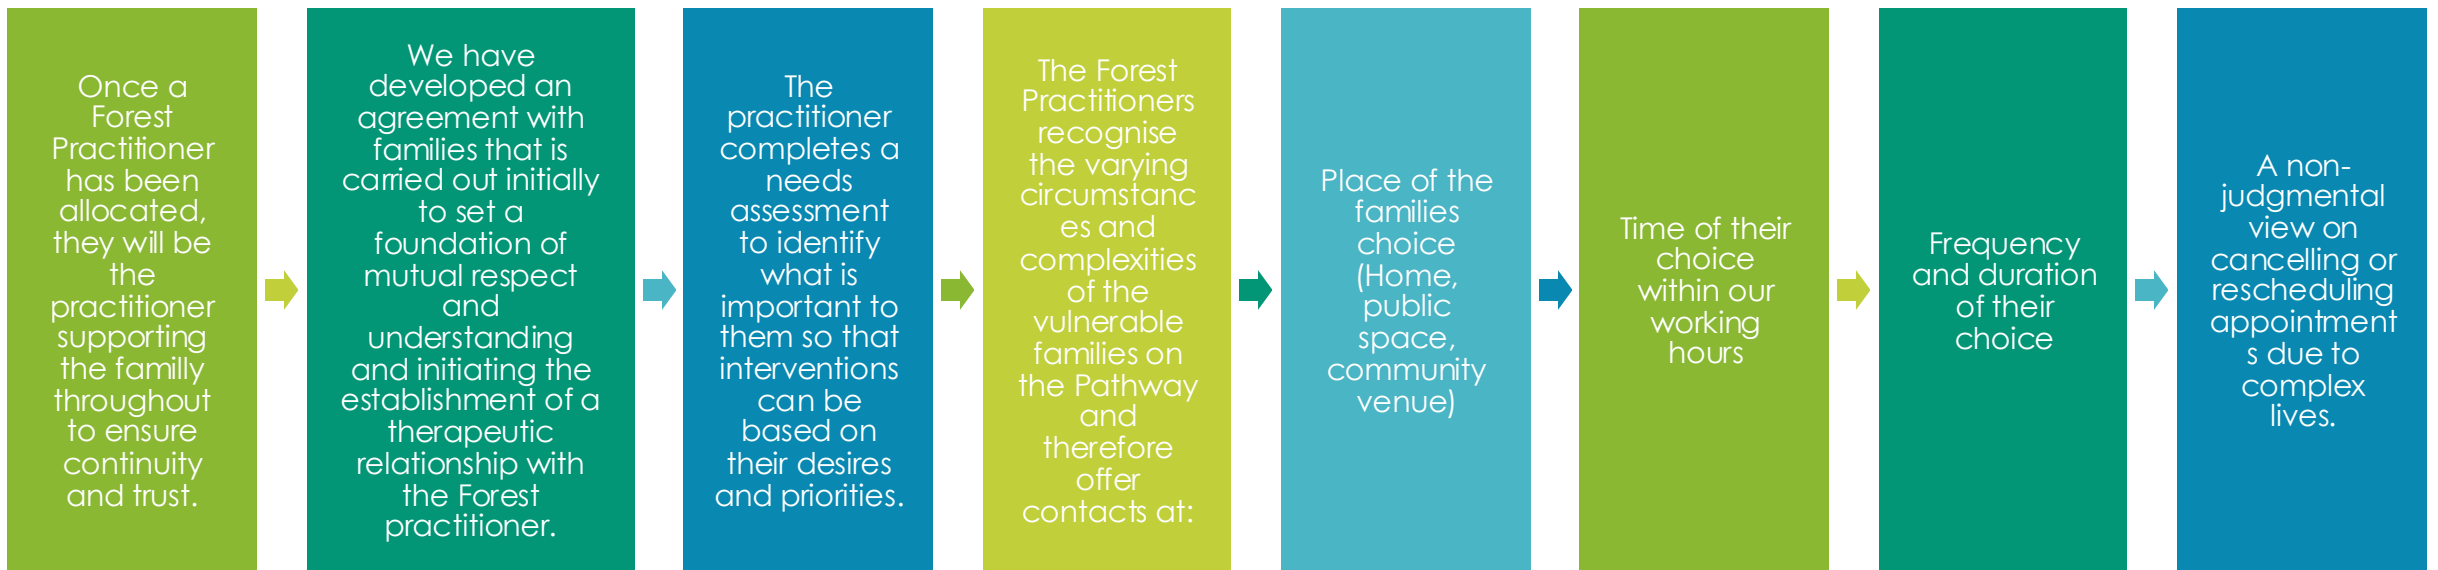 Once a
Forest
Practitioner
has been
allocated,
they will be
the
practitioner
supporting
the familly
throughout
to ensure
continuity
and trust.
We have
developed an
agreement with
families that is
carried out initially
to set a
foundation of
mutual respect
and
understanding
and initiating the
establishment of a
therapeutic
relationship with
the Forest
practitioner.
The
practitioner
completes a
needs
assessment
to identify
what is
important to
them so that
interventions
can be
based on
their desires
and priorities.
The Forest
Practitioners
recognise
the varying
circumstanc
es and
complexities
of the
vulnerable
families on
the Pathway
and
therefore
offer
contacts at:
Place of the
families
choice
(Home,
public
space,
community
venue)
Time of their
choice
within our
working
hours
Frequency
and duration
of their
choice
A non-
judgmental
view on
cancelling or
rescheduling
appointment
s due to
complex
lives.